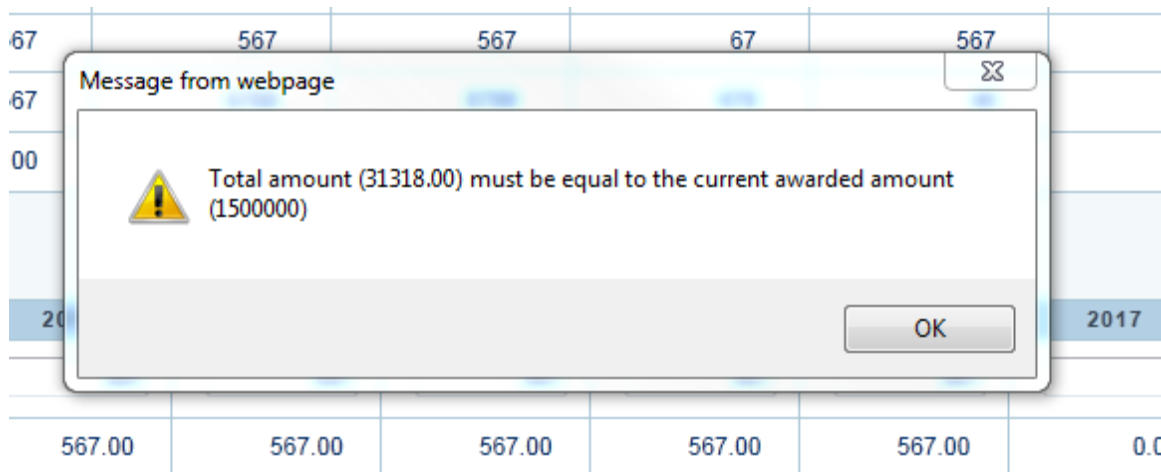 67 567 567 67 567
Message from webpage
67
00
Total amount (31318.00) must be equal to the current awarded amount
(1500000)
OK
20 2017
567.00 567.00 567.00 567.00 567.00 0.0